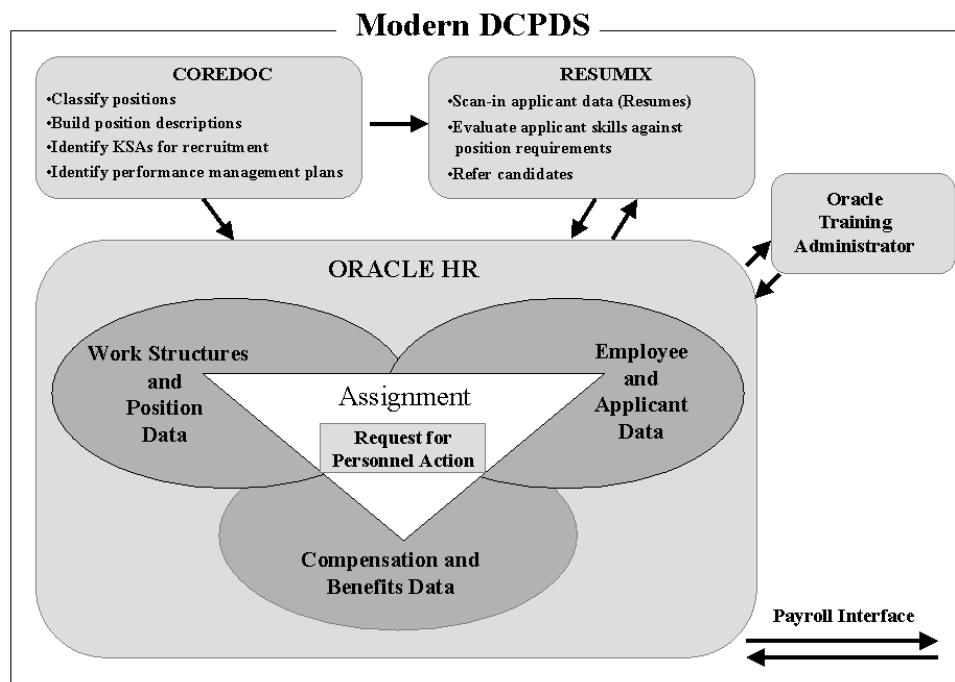 Modern DCPDS
COREDOC
•Classify positions
•Build position descriptions
•Identify KSAs for recruitment
•Identify performance management plans
RESUMIX
•Scan-in applicant data (Resumes)
•Evaluate applicant skills against
position requirements
•Refer candidates
Oracle
Training
Administrator
ORACLE HR
Work Structures
and
Position
Data
Employee
and
Applicant
Data
Assignment
Request for
Personnel Action
Compensation and
Benefits Data
Payroll Interface